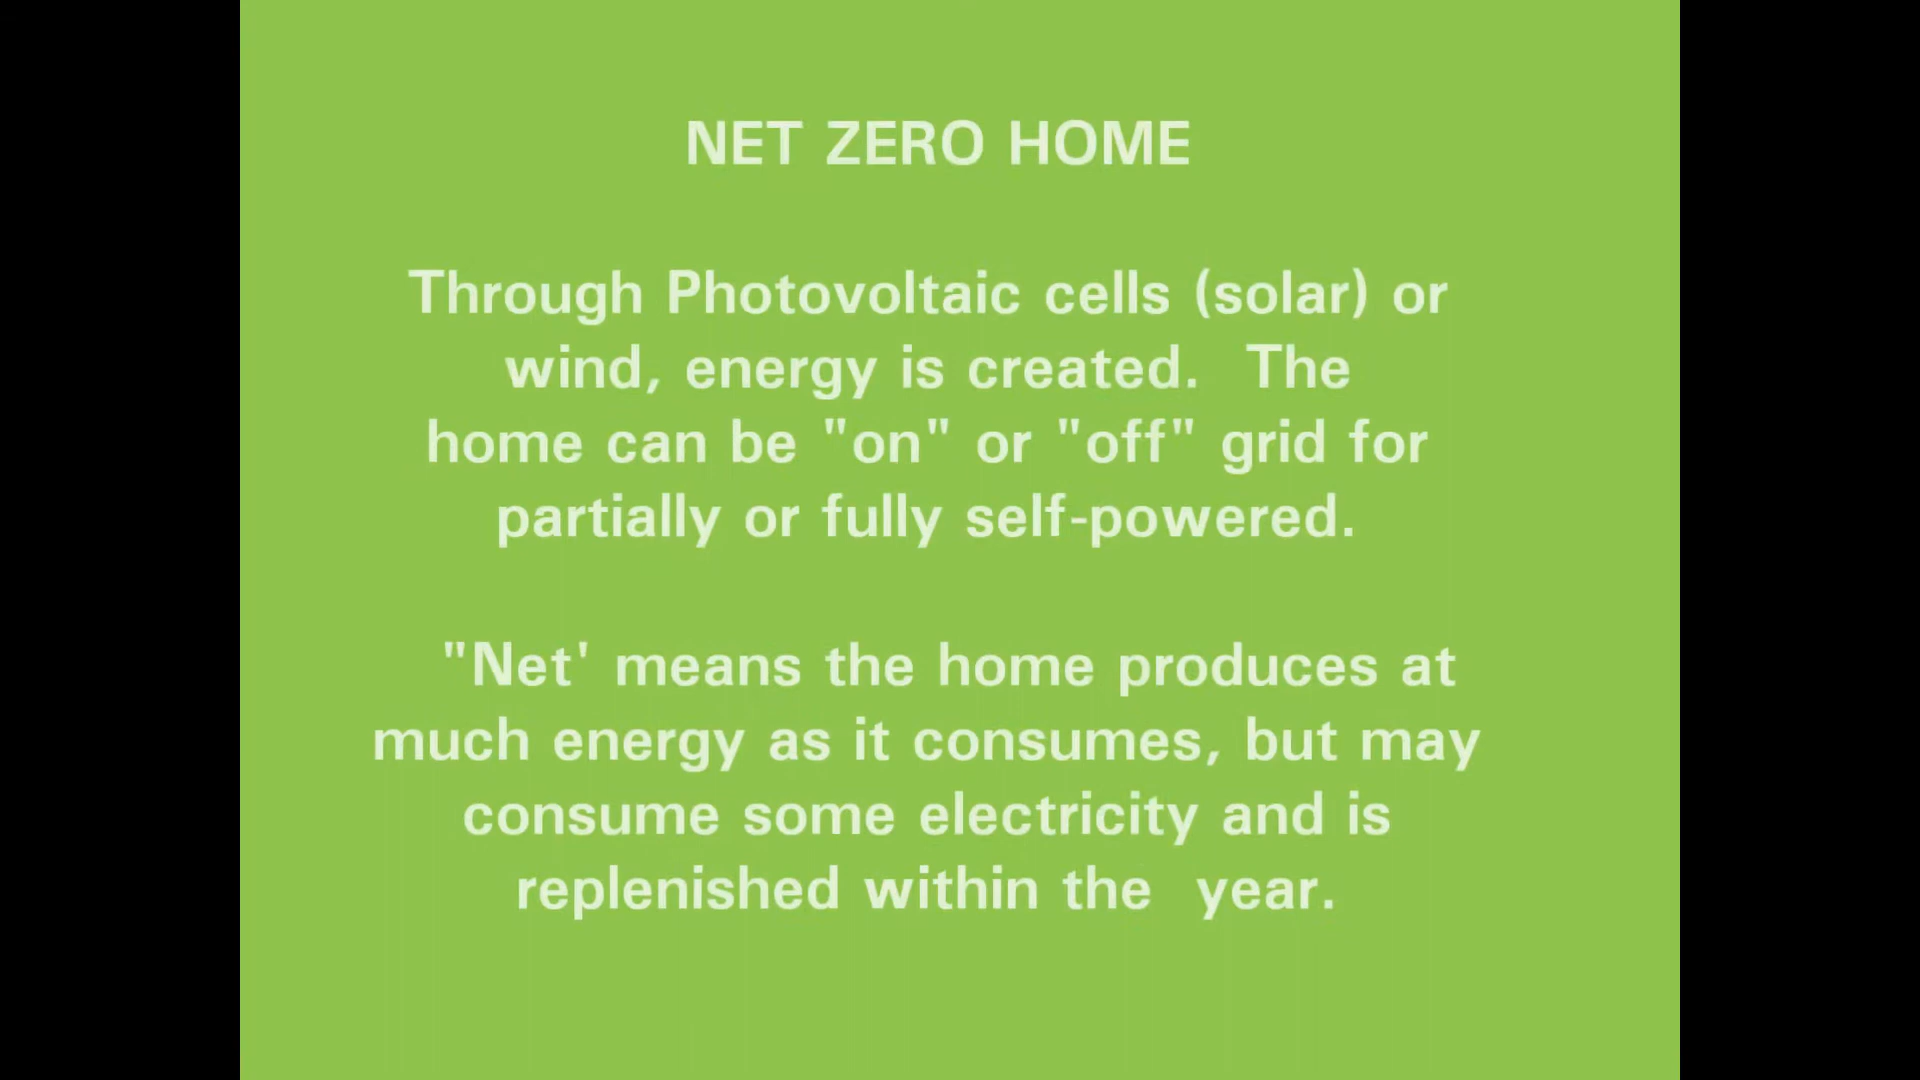 NET ZERO HOME
Through Photovoltaic cells (solar) or
wind, energy is created.  The
home can be "on" or "off" grid for
partially or fully self-powered.
"Net' means the home produces at
much energy as it consumes, but may
consume some electricity and is
replenished within the  year.